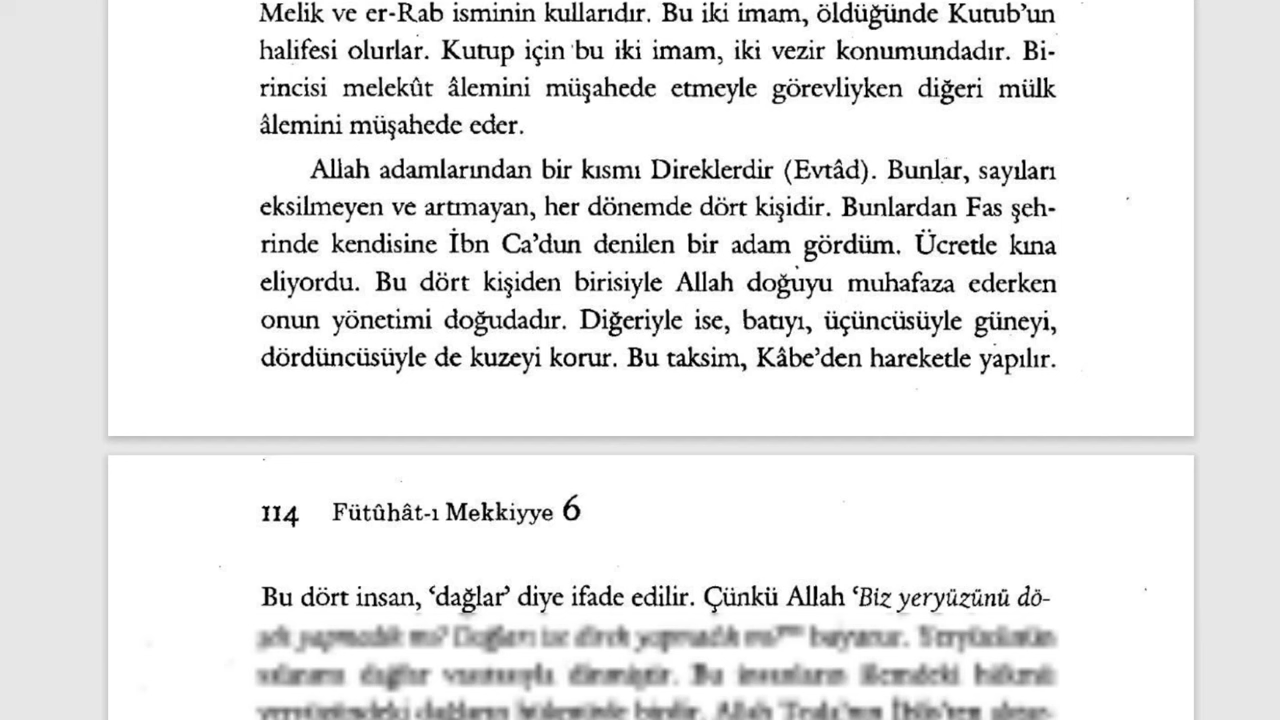 Melik ve er-Rab isminin kullarıdır. Bu iki imam, öldüğünde Kutub’un
halifesi olurlar. Kutup için bu iki imam, iki vezir konumundadır. Bi-
rincisi melekût âlemini müşahede etmeyle görevliyken diğeri mülk
âlemini müşahede eder.
Allah adamlarından bir kısmı Direklerdir (Evtâd). Bunlar, sayıları
eksilmeyen ve artmayan, her dönemde dört kişidir. Bunlardan Fas şeh-
rinde kendisine İbn Ca’dun denilen bir adam gördüm. Ücretle kına
eliyordu. Bu dört kişiden birisiyle Allah doğuyu muhafaza ederken
onun yönetimi doğudadır. Diğeriyle ise, batıyı, üçüncüsüyle güneyi,
dördüncüsüyle de kuzeyi korur. Bu taksim, Kâbe’den hareketle yapılır.
114 Fütûhât-ı Mekkiyye 6
Bu dört insan, ‘dağlar’ diye ifade edilir. Çünkü Allah ‘Biz yeryüzünü dö-